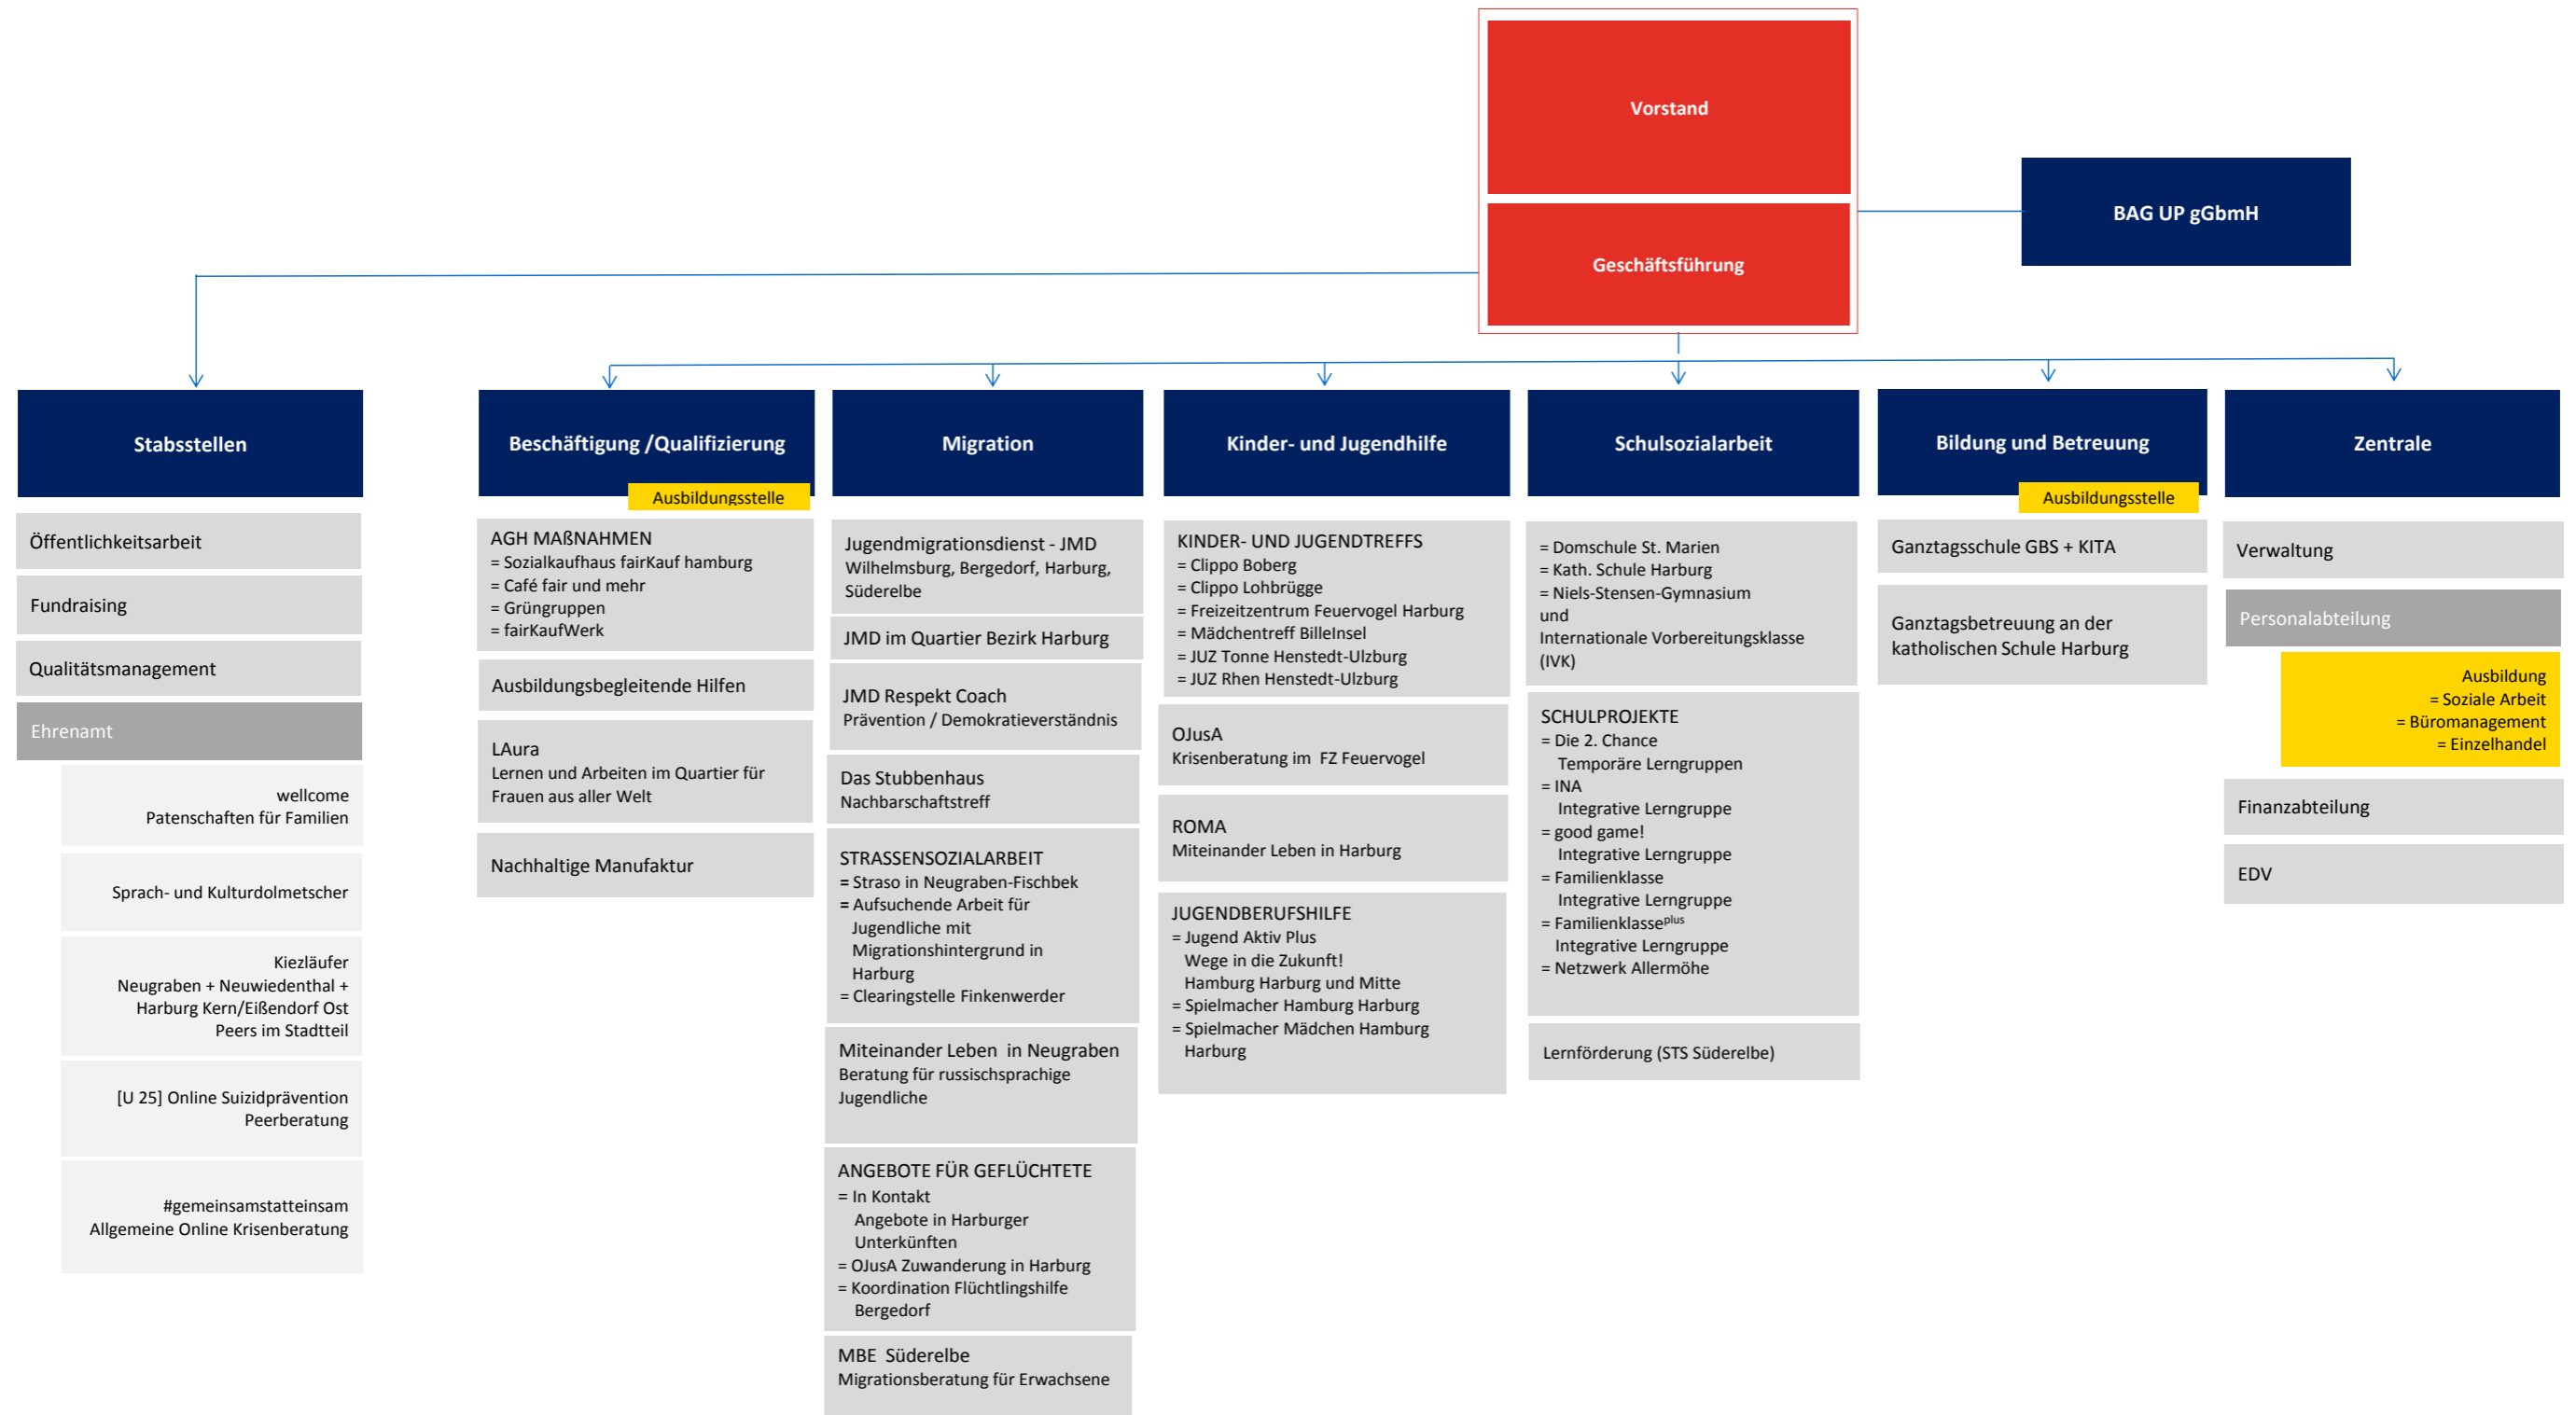 Vorstand
Geschäftsführung
BAG UP gGbmH
Stabsstellen
Öffentlichkeitsarbeit
Fundraising
Qualitätsmanagement
Ehrenamt
wellcome
Patenschaften für Familien
Sprach- und Kulturdolmetscher
Kiezläufer
Neugraben + Neuwiedenthal +
Harburg Kern/Eißendorf Ost
Peers im Stadtteil
[U 25] Online Suizidprävention
Peerberatung
#gemeinsamstatteinsam
Allgemeine Online Krisenberatung
Beschäftigung /Qualifizierung
Ausbildungsstelle
AGH MAßNAHMEN
= Sozialkaufhaus fairKauf hamburg
= Café fair und mehr
= Grüngruppen
= fairKaufWerk
Ausbildungsbegleitende Hilfen
LAura
Lernen und Arbeiten im Quartier für
Frauen aus aller Welt
Nachhaltige Manufaktur
Migration
Jugendmigrationsdienst - JMD
Wilhelmsburg, Bergedorf, Harburg,
Süderelbe
JMD im Quartier Bezirk Harburg
JMD Respekt Coach
Prävention / Demokratieverständnis
Das Stubbenhaus
Nachbarschaftstreff
STRASSENSOZIALARBEIT
= Straso in Neugraben-Fischbek
= Aufsuchende Arbeit für
Jugendliche mit
Migrationshintergrund in
Harburg
= Clearingstelle Finkenwerder
Miteinander Leben in Neugraben
Beratung für russischsprachige
Jugendliche
ANGEBOTE FÜR GEFLÜCHTETE
= In Kontakt
Angebote in Harburger
Unterkünften
= OJusA Zuwanderung in Harburg
= Koordination Flüchtlingshilfe
Bergedorf
MBE Süderelbe
Migrationsberatung für Erwachsene
Kinder- und Jugendhilfe
KINDER- UND JUGENDTREFFS
= Clippo Boberg
= Clippo Lohbrügge
= Freizeitzentrum Feuervogel Harburg
= Mädchentreff BilleInsel
= JUZ Tonne Henstedt-Ulzburg
= JUZ Rhen Henstedt-Ulzburg
OJusA
Krisenberatung im FZ Feuervogel
ROMA
Miteinander Leben in Harburg
JUGENDBERUFSHILFE
= Jugend Aktiv Plus
Wege in die Zukunft!
Hamburg Harburg und Mitte
= Spielmacher Hamburg Harburg
= Spielmacher Mädchen Hamburg
Harburg
Schulsozialarbeit
= Domschule St. Marien
= Kath. Schule Harburg
= Niels-Stensen-Gymnasium
und
Internationale Vorbereitungsklasse
(IVK)
SCHULPROJEKTE
= Die 2. Chance
Temporäre Lerngruppen
= INA
Integrative Lerngruppe
= good game!
Integrative Lerngruppe
= Familienklasse
Integrative Lerngruppe
= Familienklasse plus
Integrative Lerngruppe
= Netzwerk Allermöhe
Lernförderung (STS Süderelbe)
Bildung und Betreuung
Ausbildungsstelle
Ganztagsschule GBS + KITA
Ganztagsbetreuung an der
katholischen Schule Harburg
Zentrale
Verwaltung
Personalabteilung
Ausbildung
= Soziale Arbeit
= Büromanagement
= Einzelhandel
Finanzabteilung
EDV